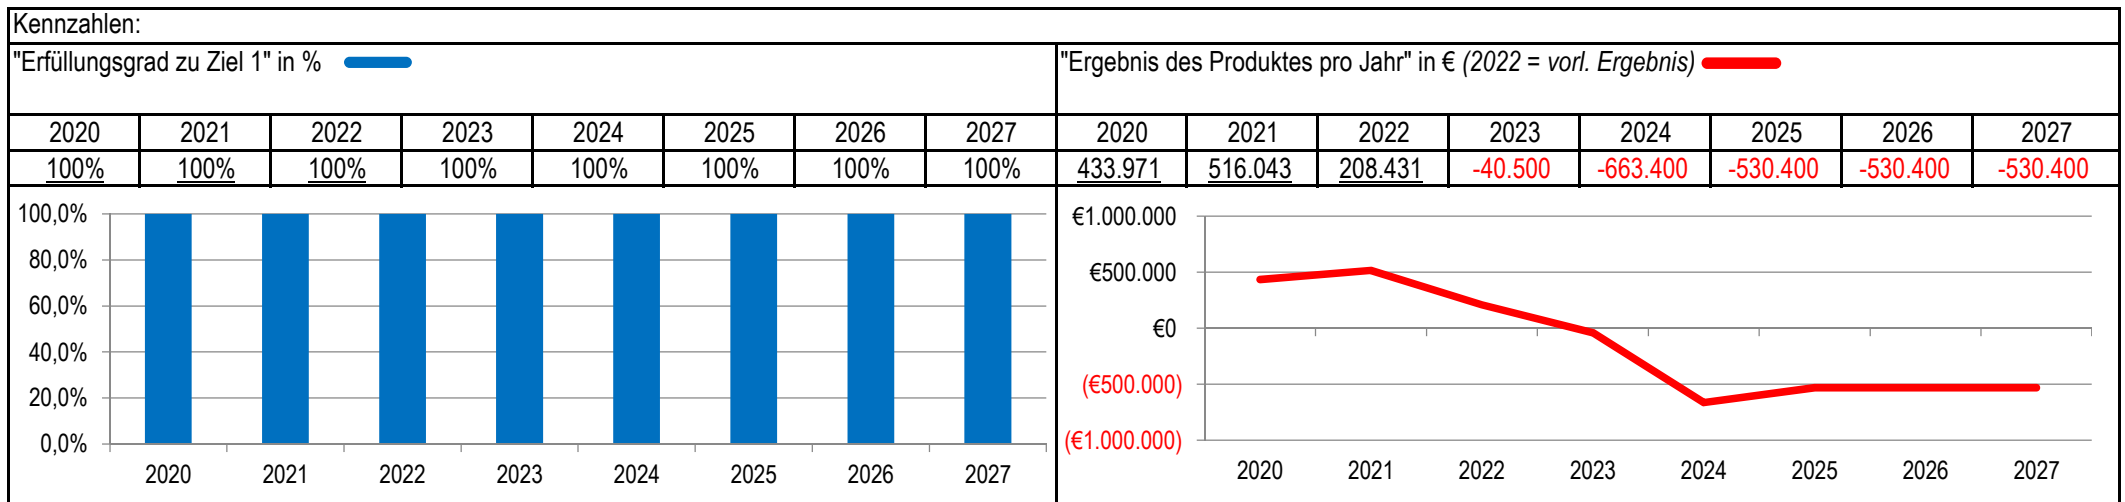 Kennzahlen:
"Erfüllungsgrad zu Ziel 1" in %
"Ergebnis des Produktes pro Jahr" in € (2022 = vorl. Ergebnis)
2020 2021 2022 2023 2024 2025 2026 2027
100% 100% 100% 100% 100% 100% 100% 100%
2020 2021 2022 2023 2024 2025 2026 2027
433.971 516.043 208.431 -40.500 -663.400 -530.400 -530.400 -530.400
100,0%
80,0%
60,0%
40,0%
20,0%
0,0%
2020 2021 2022 2023 2024 2025 2026 2027
€1.000.000
€500.000
€0
(€500.000)
(€1.000.000)
2020 2021 2022 2023 2024 2025 2026 2027